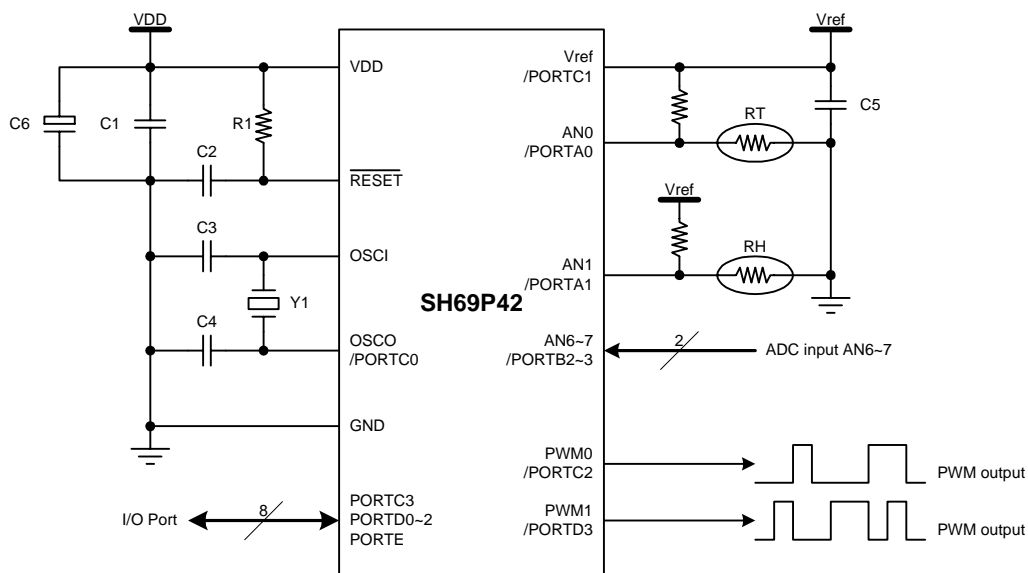 VDD
Vref
VDD
Vref
/PORTC1
C6
C1
R1
C5
C2
AN0
/PORTA0
RT
RESET
Vref
C3
OSCI
AN1
/PORTA1
RH
Y1
SH69P42
C4
OSCO
/PORTC0
AN6~7
/PORTB2~3
2
ADC input AN6~7
GND
PWM0
/PORTC2
PWM output
I/O Port
8
PORTC3
PORTD0~2
PORTE
PWM1
/PORTD3
PWM output